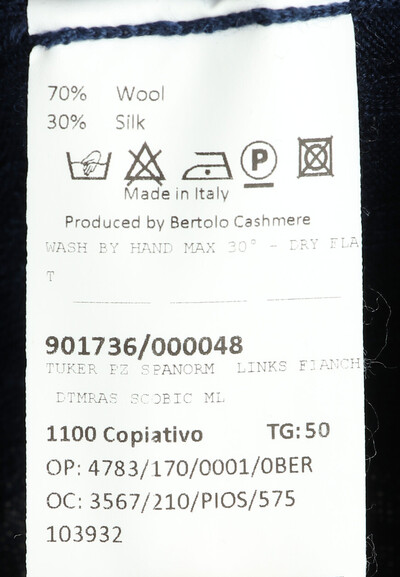 70% Wool
30% Silk
P
Made in Italy
Produced by Bertolo Cashmere
WASH BY HAND MAX 30° - DRY FLA
T
901736/000048
TUKER PZ SPANORM LINKS FIANCH
DTMRAS SCOBIC ML
1100 Copiativo TG: 50
OP: 4783/170/0001/0BER
OC: 3567/210/PIOS/575
103932